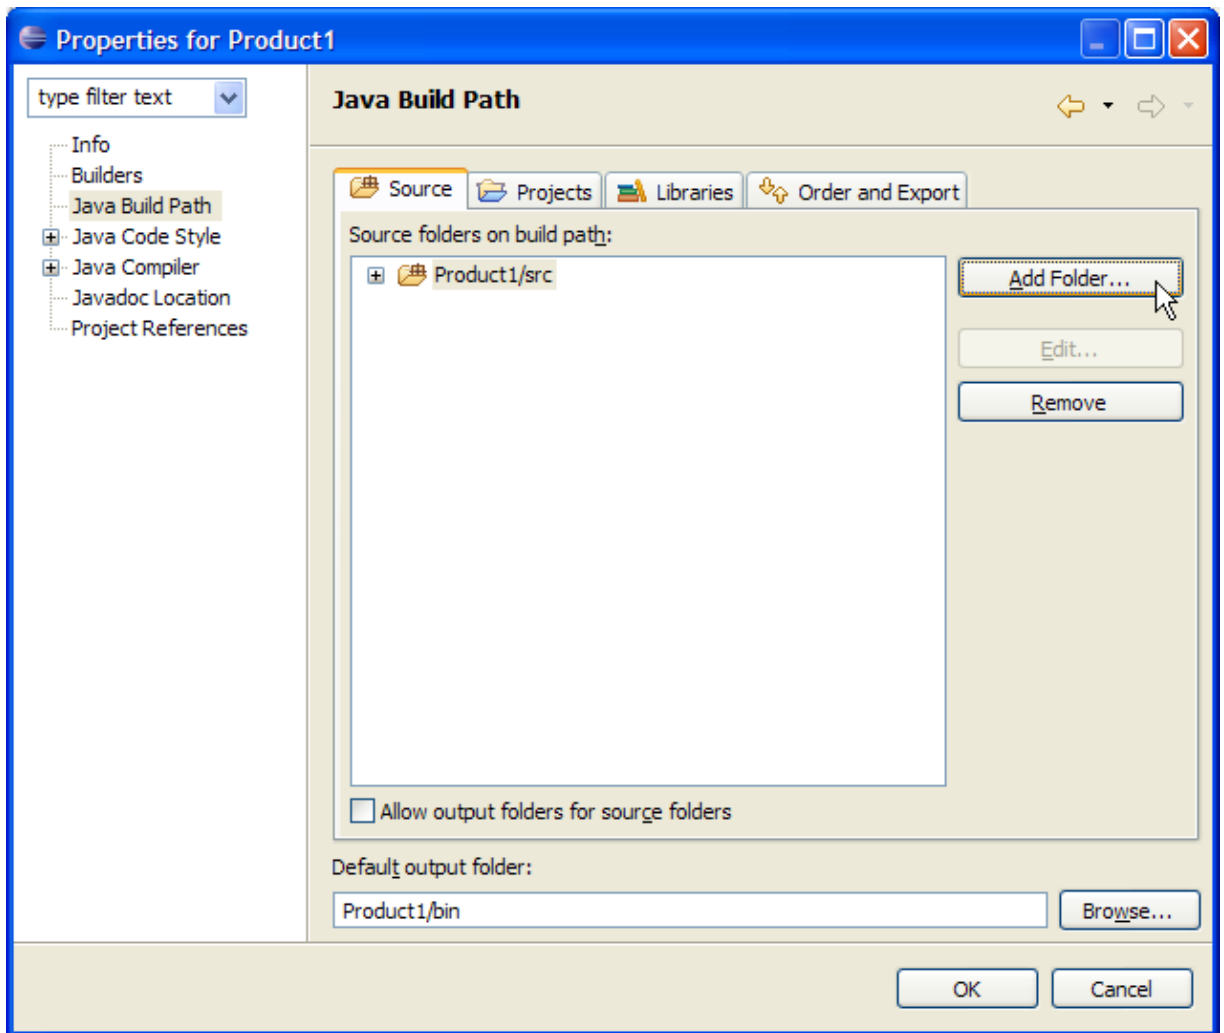 Properties for Product1
type filter text
Info
Builders
Java Build Path
Java Code Style
Java Compiler
Javadoc Location
Project References
Java Build Path
Source Projects Libraries Order and Export
Source folders on build path:
Product1/src
Add Folder...
Edit...
Remove
Allow output folders for source folders
Default output folder:
Product1/bin Browse...
OK Cancel